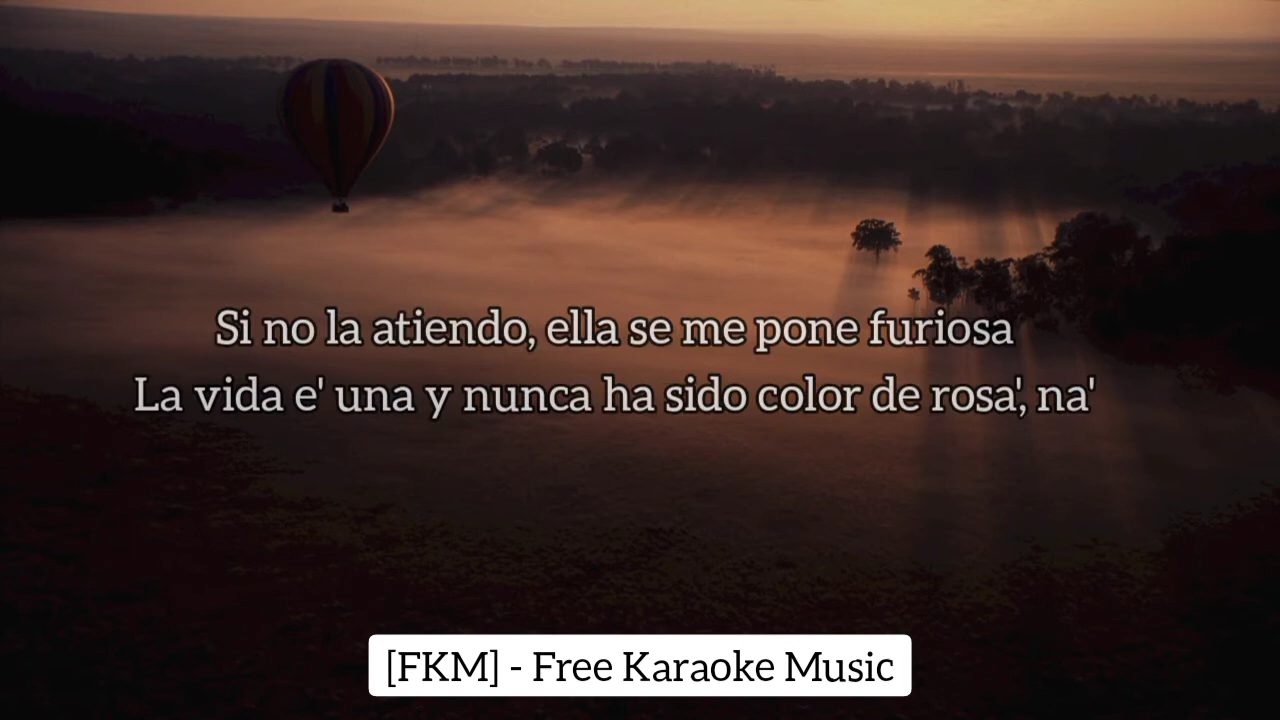 Si no la atiendo, ella se me pone furiosa
La vida e' una y nunca ha sido color de rosa', na'
[FKM] - Free Karaoke Music